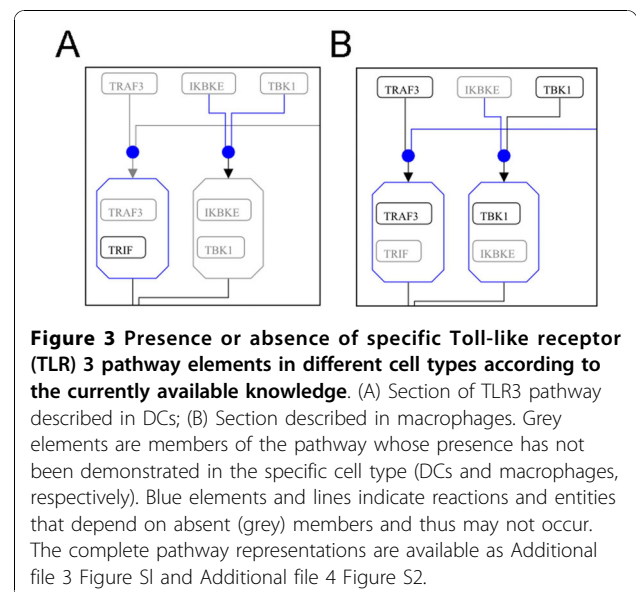 A
B
TRAF3 IKBKE TBK1
TRAF3 IKBKE TBK1
TRAF3 IKBKE
TRIF TBK1
TRAF3 TBK1
TRIF IKBKE
Figure 3 Presence or absence of specific Toll-like receptor
(TLR) 3 pathway elements in different cell types according to
the currently available knowledge. (A) Section of TLR3 pathway
described in DCs; (B) Section described in macrophages. Grey
elements are members of the pathway whose presence has not
been demonstrated in the specific cell type (DCs and macrophages,
respectively). Blue elements and lines indicate reactions and entities
that depend on absent (grey) members and thus may not occur.
The complete pathway representations are available as Additional
file 3 Figure Sl and Additional file 4 Figure S2.